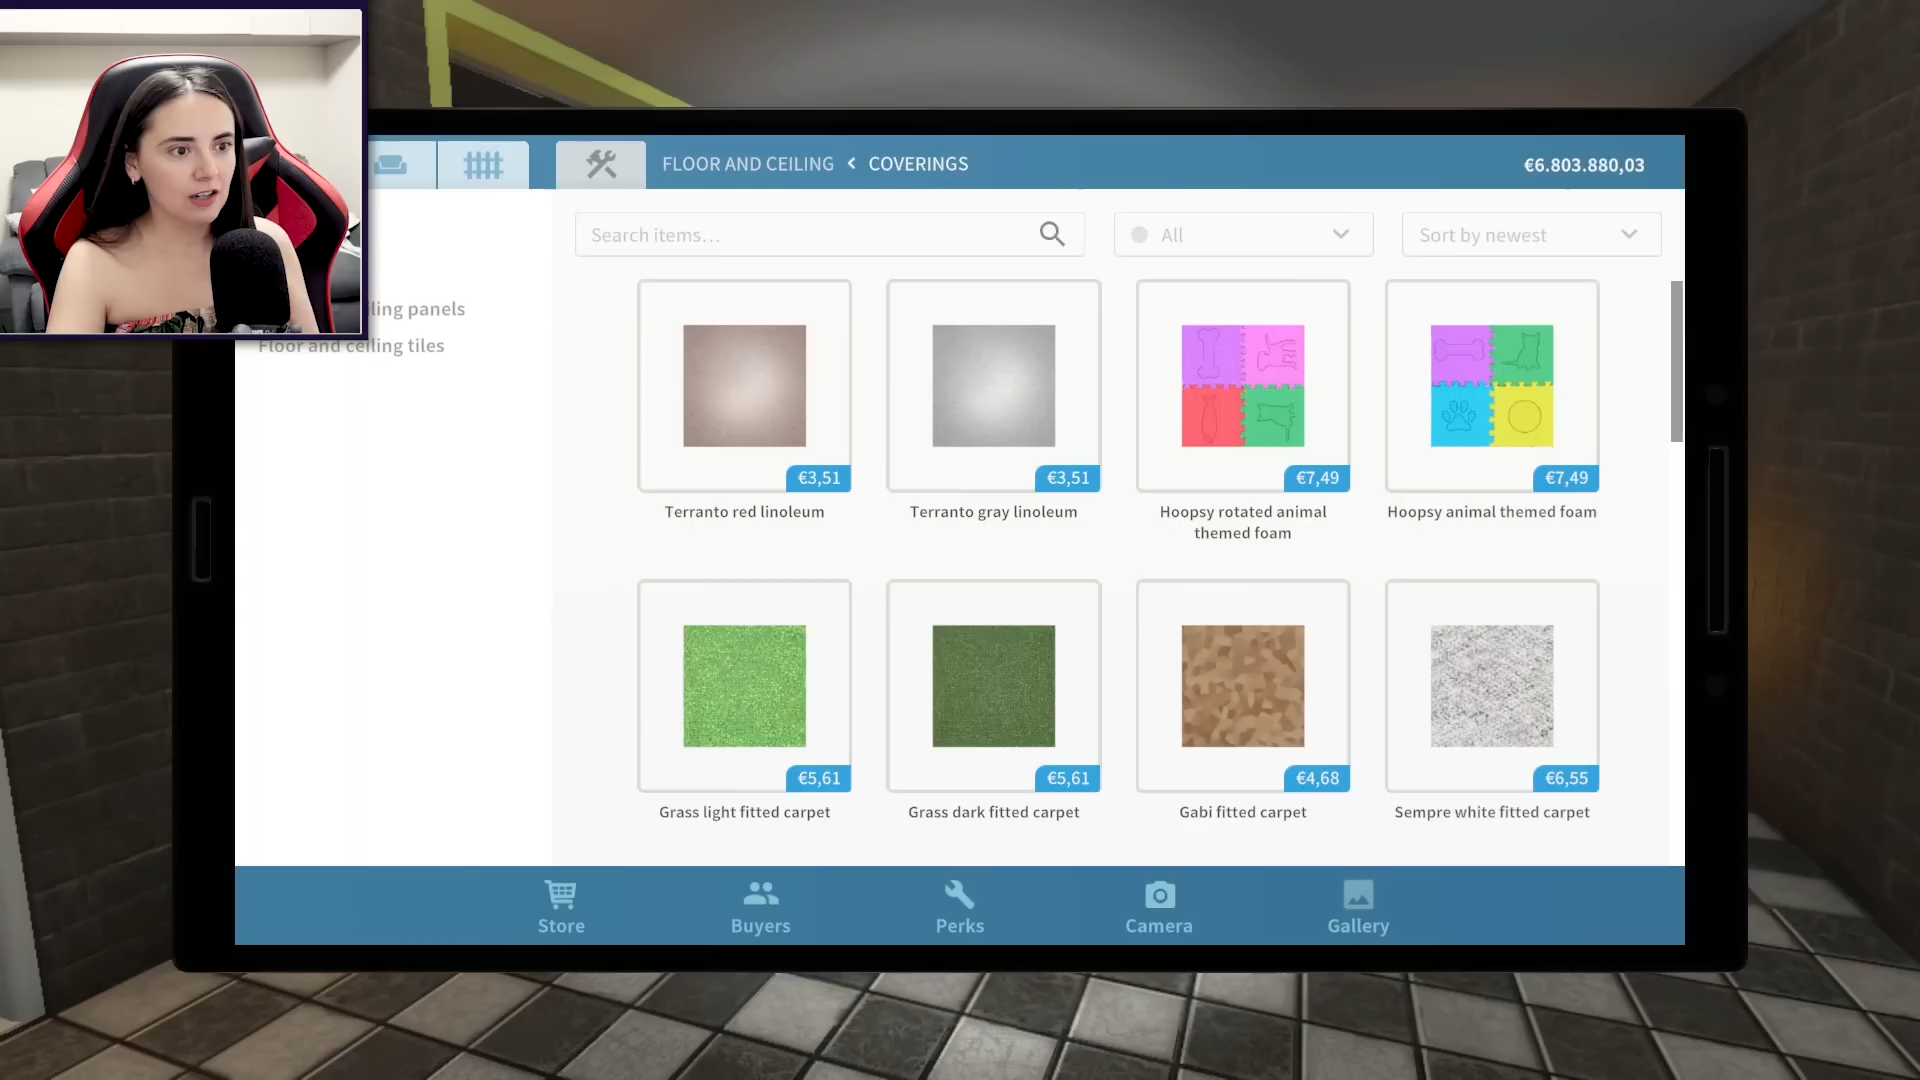 FLOOR AND CEILING < COVERINGS
€6.803.880,03
Search items...
All
Sort by newest
panels
Floor and ceiling tiles
€3,51
€3,51
€7,49
€7,49
Terranto red linoleum
Terranto gray linoleum
Hoopsy rotated animal
themed foam
Hoopsy animal themed foam
€5,61
€5,61
€4,68
€6,55
Grass light fitted carpet
Grass dark fitted carpet
Gabi fitted carpet
Sempre white fitted carpet
Store
Buyers
Perks
Camera
Gallery